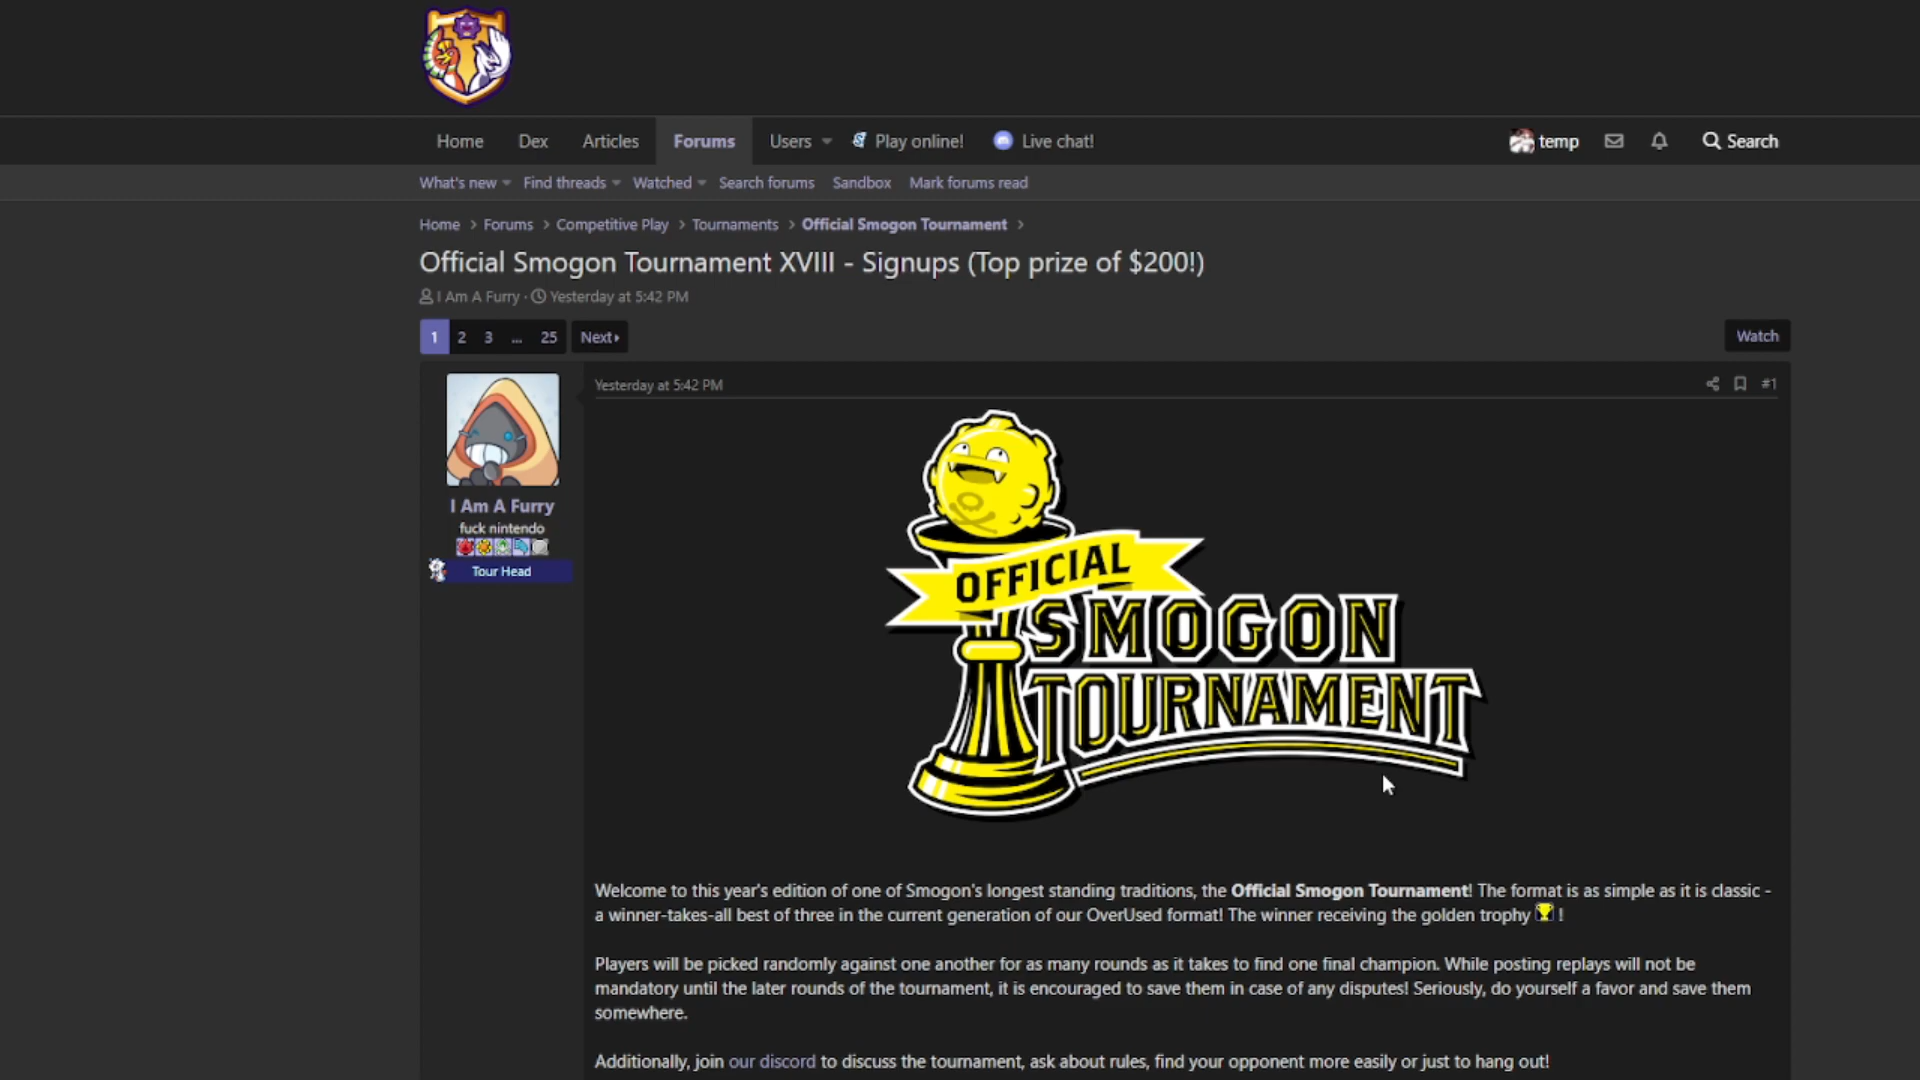 Home Dex Articles Forums Users Play online! Live chat! temp Search
What's new Find threads Watched Search forums Sandbox Mark forums read
Home > Forums > Competitive Play > Tournaments > Official Smogon Tournament >
Official Smogon Tournament XVIII - Signups (Top prize of $200!)
I Am A Furry · Yesterday at 5:42 PM
1 2 3 ... 25 Next
Watch
I Am A Furry
fuck nintendo
Tour Head
Yesterday at 5:42 PM #1
OFFICIAL
SMOGON
TOURNAMENT
Welcome to this year's edition of one of Smogon's longest standing traditions, the Official Smogon Tournament! The format is as simple as it is classic -
a winner-takes-all best of three in the current generation of our OverUsed format! The winner receiving the golden trophy 🏆 !
Players will be picked randomly against one another for as many rounds as it takes to find one final champion. While posting replays will not be
mandatory until the later rounds of the tournament, it is encouraged to save them in case of any disputes! Seriously, do yourself a favor and save them
somewhere.
Additionally, join our discord to discuss the tournament, ask about rules, find your opponent more easily or just to hang out!